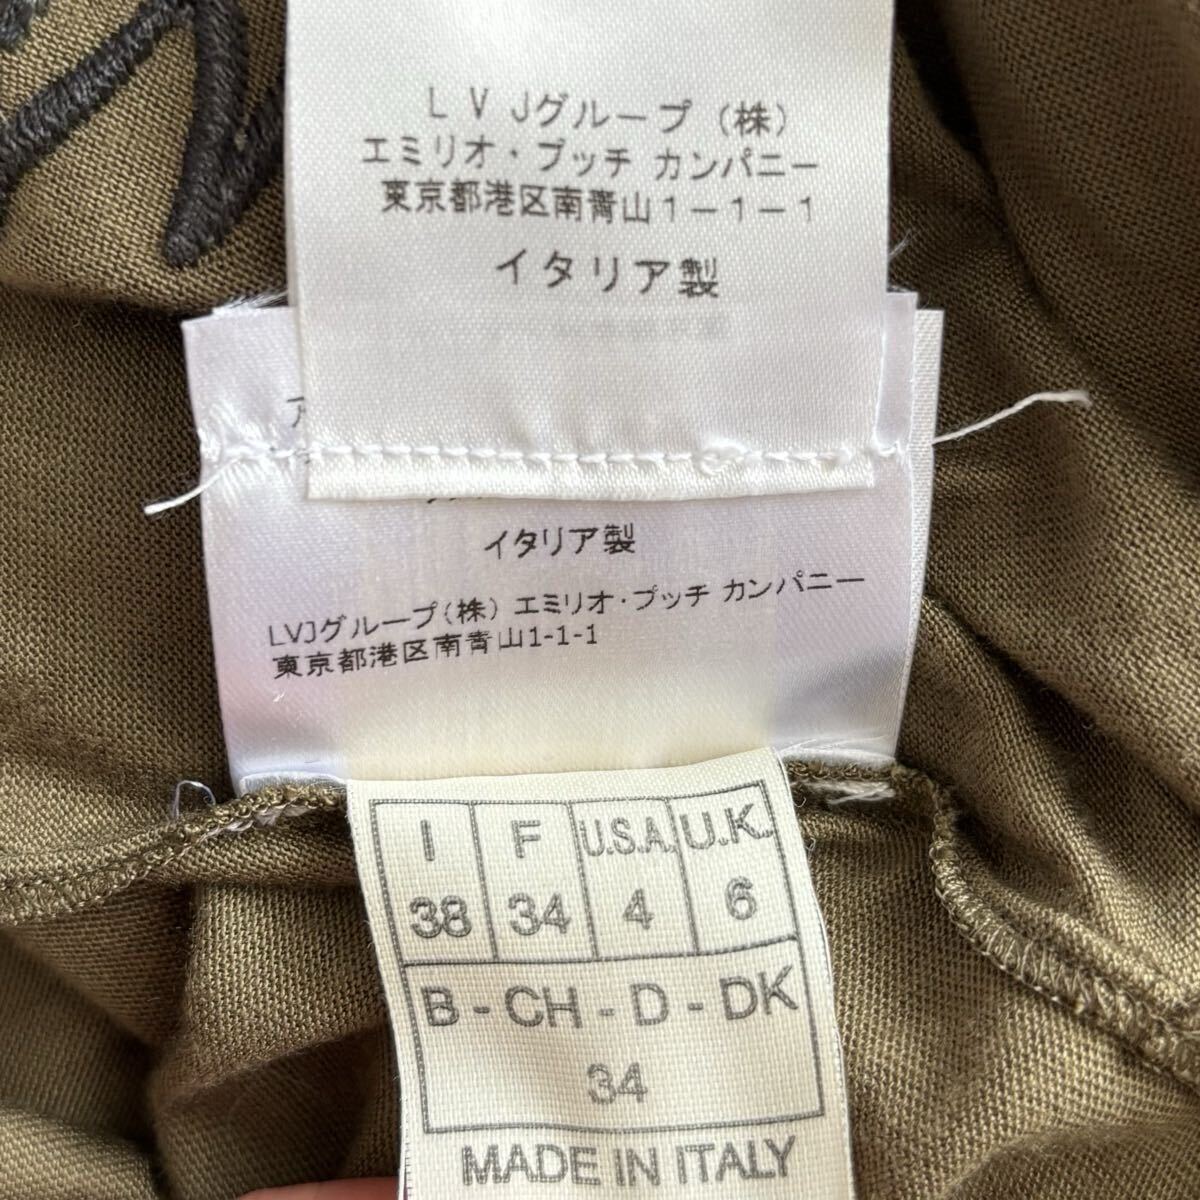 L V Jグループ（株）
エミリオ・プッチ カンパニー
東京都港区南青山１－１－１
イタリア製
イタリア製
LVJグループ(株) エミリオ・プッチ カンパニー
東京都港区南青山1-1-1
I F U.S.A. U.K.
38 34 4 6
B - CH - D - DK
34
MADE IN ITALY